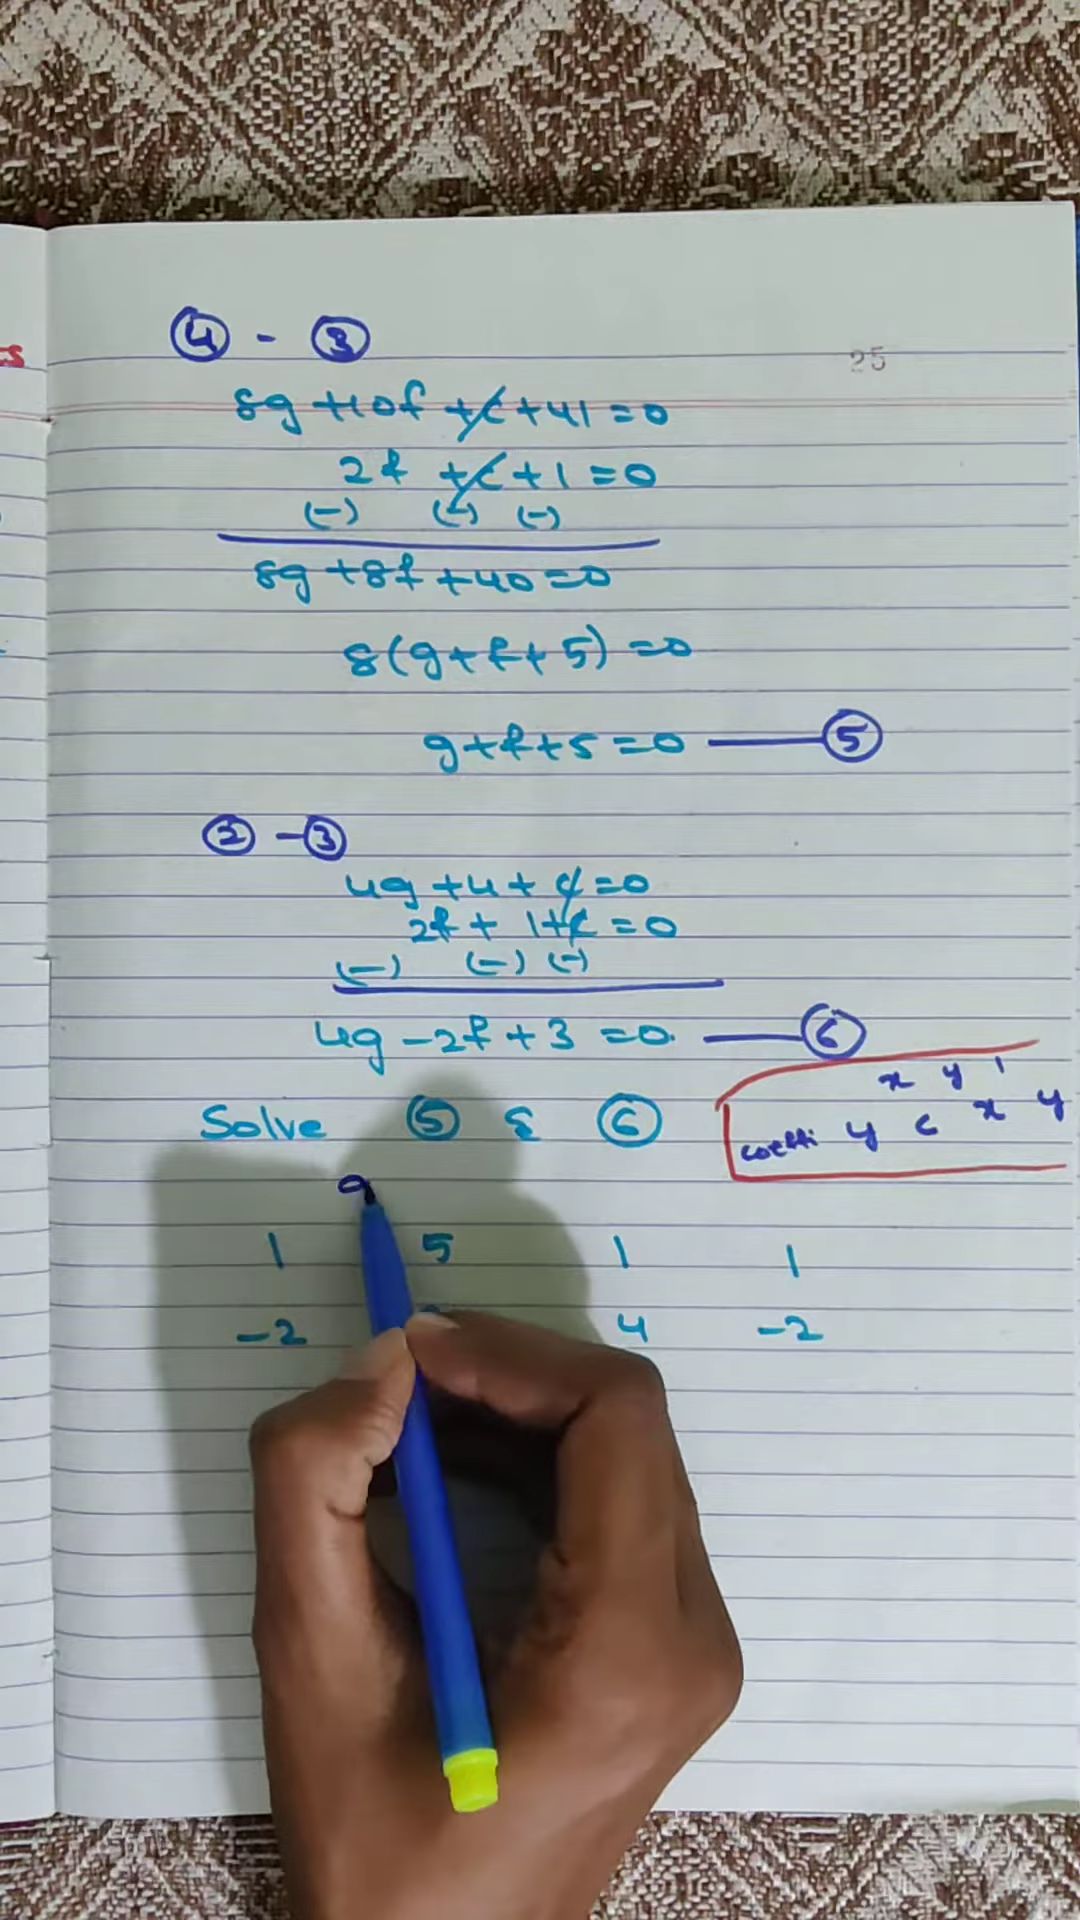 s
④ - ③
25
8g +10f +c +41 = 0
2f +c +1 = 0
(-) (-) (-)
8g +8f +40 = 0
8(g+f+5) = 0
g+f+5 = 0 —— ⑤
② - ③
4g +4 + c = 0
2f + 1 + c = 0
(-) (-) (-)
4g -2f +3 = 0. —— ⑥
x y 1
Solve ⑤ & ⑥
coeffi y c x y
g
1 5 1 1
-2 4 -2